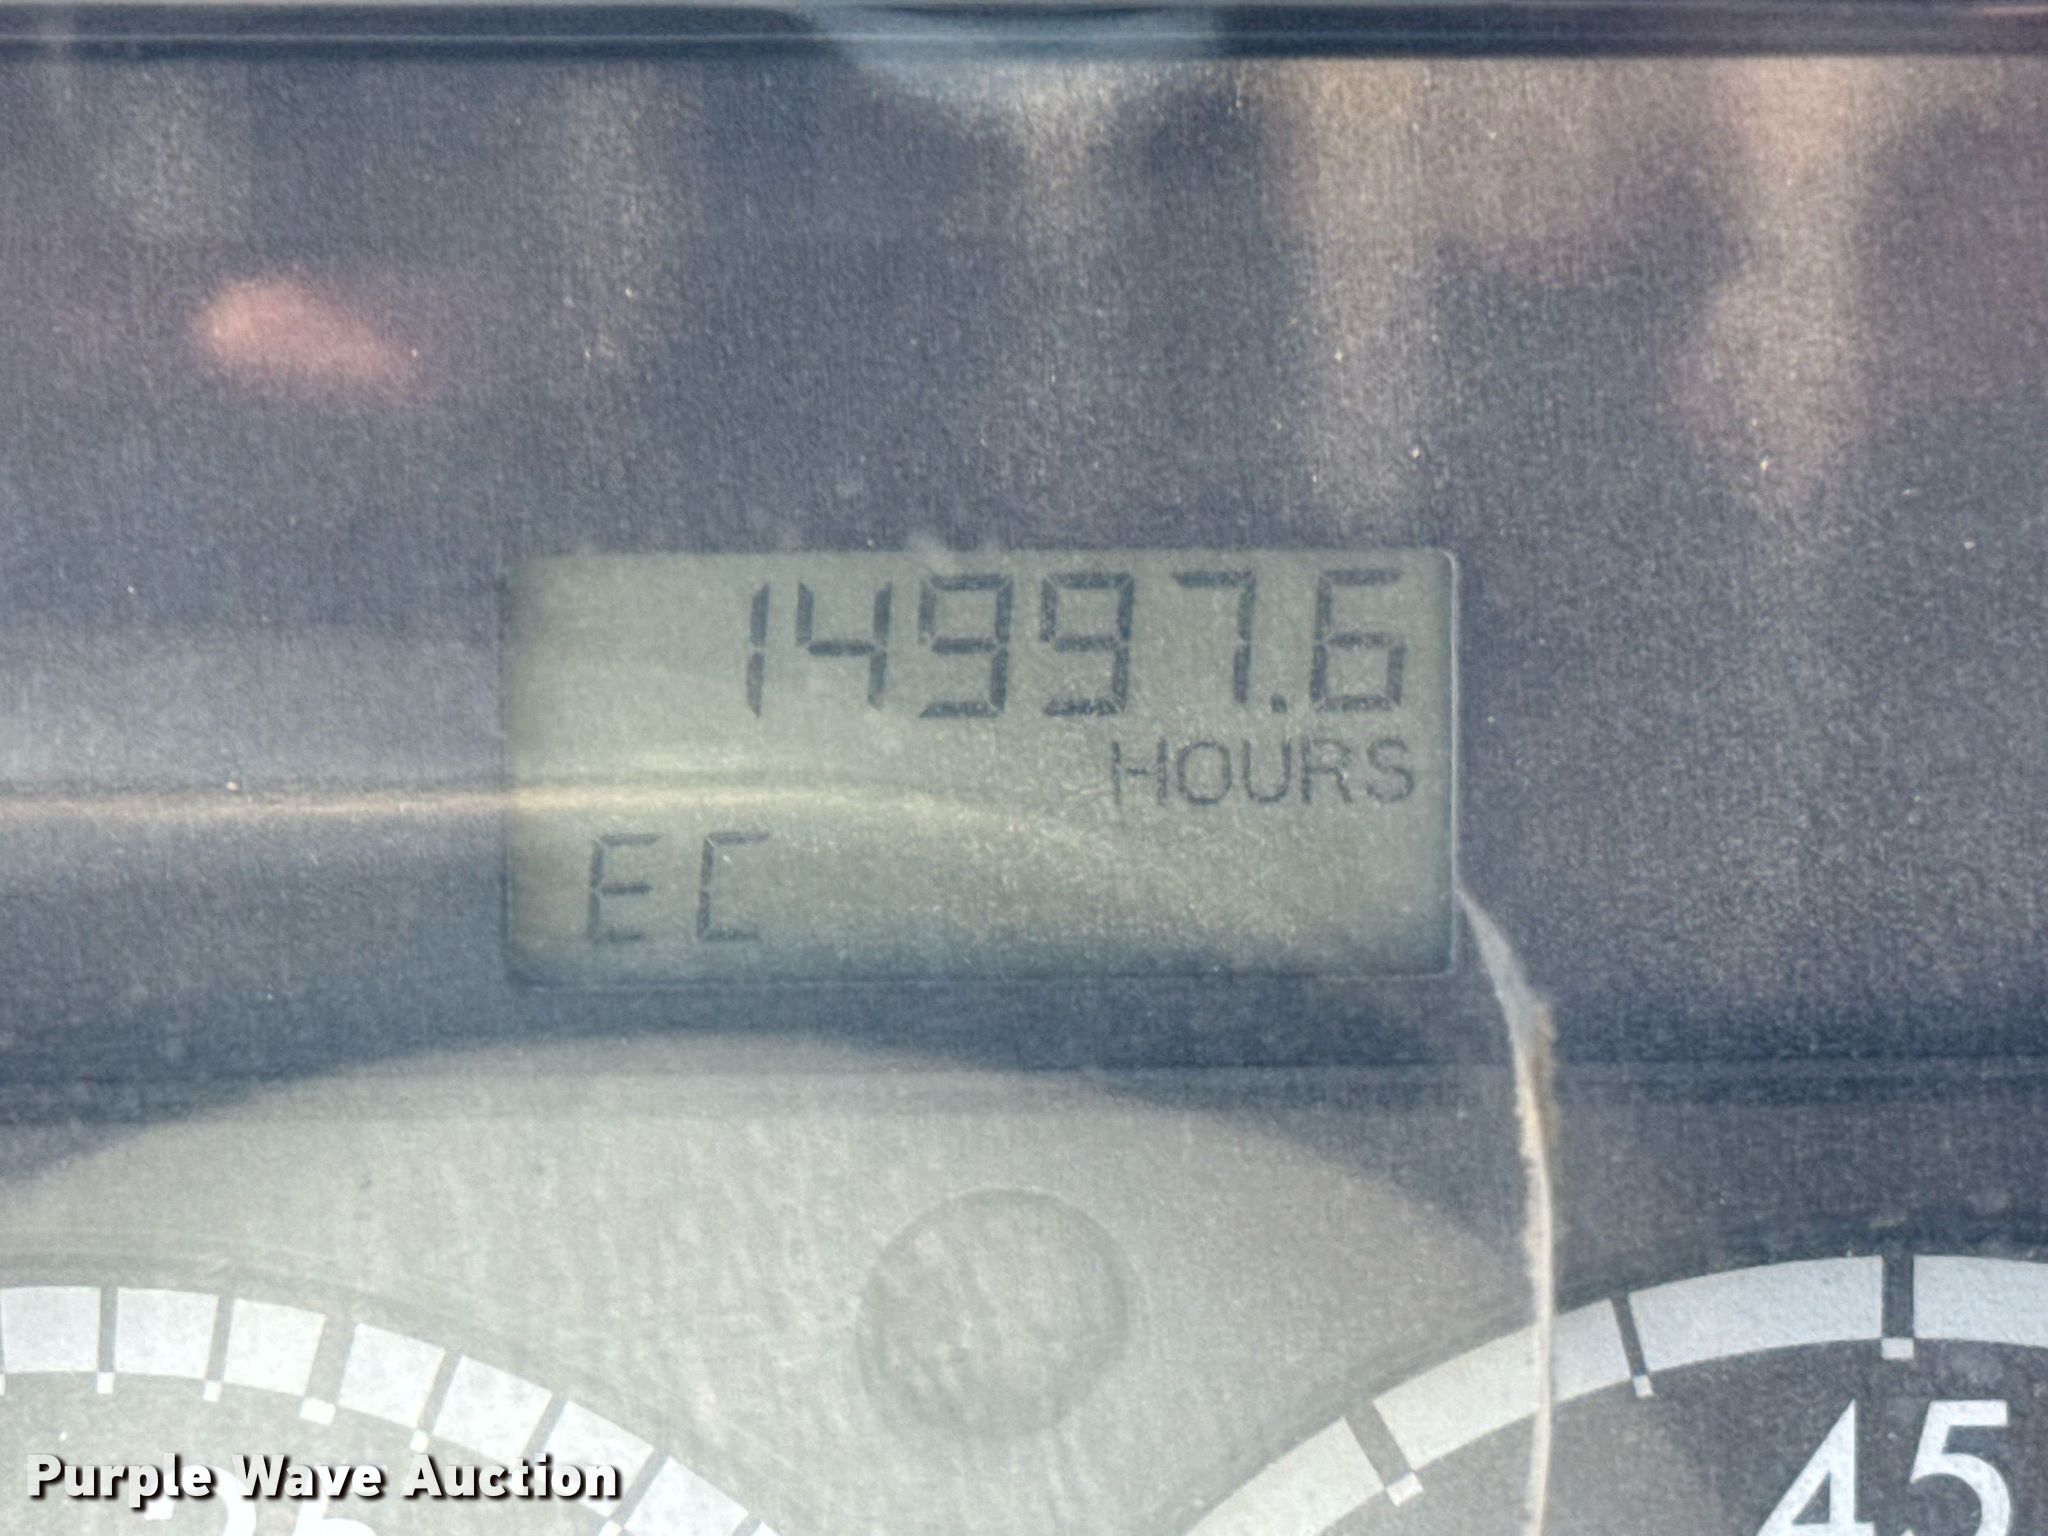 14997.6
HOURS
EC
45
Purple Wave Auction